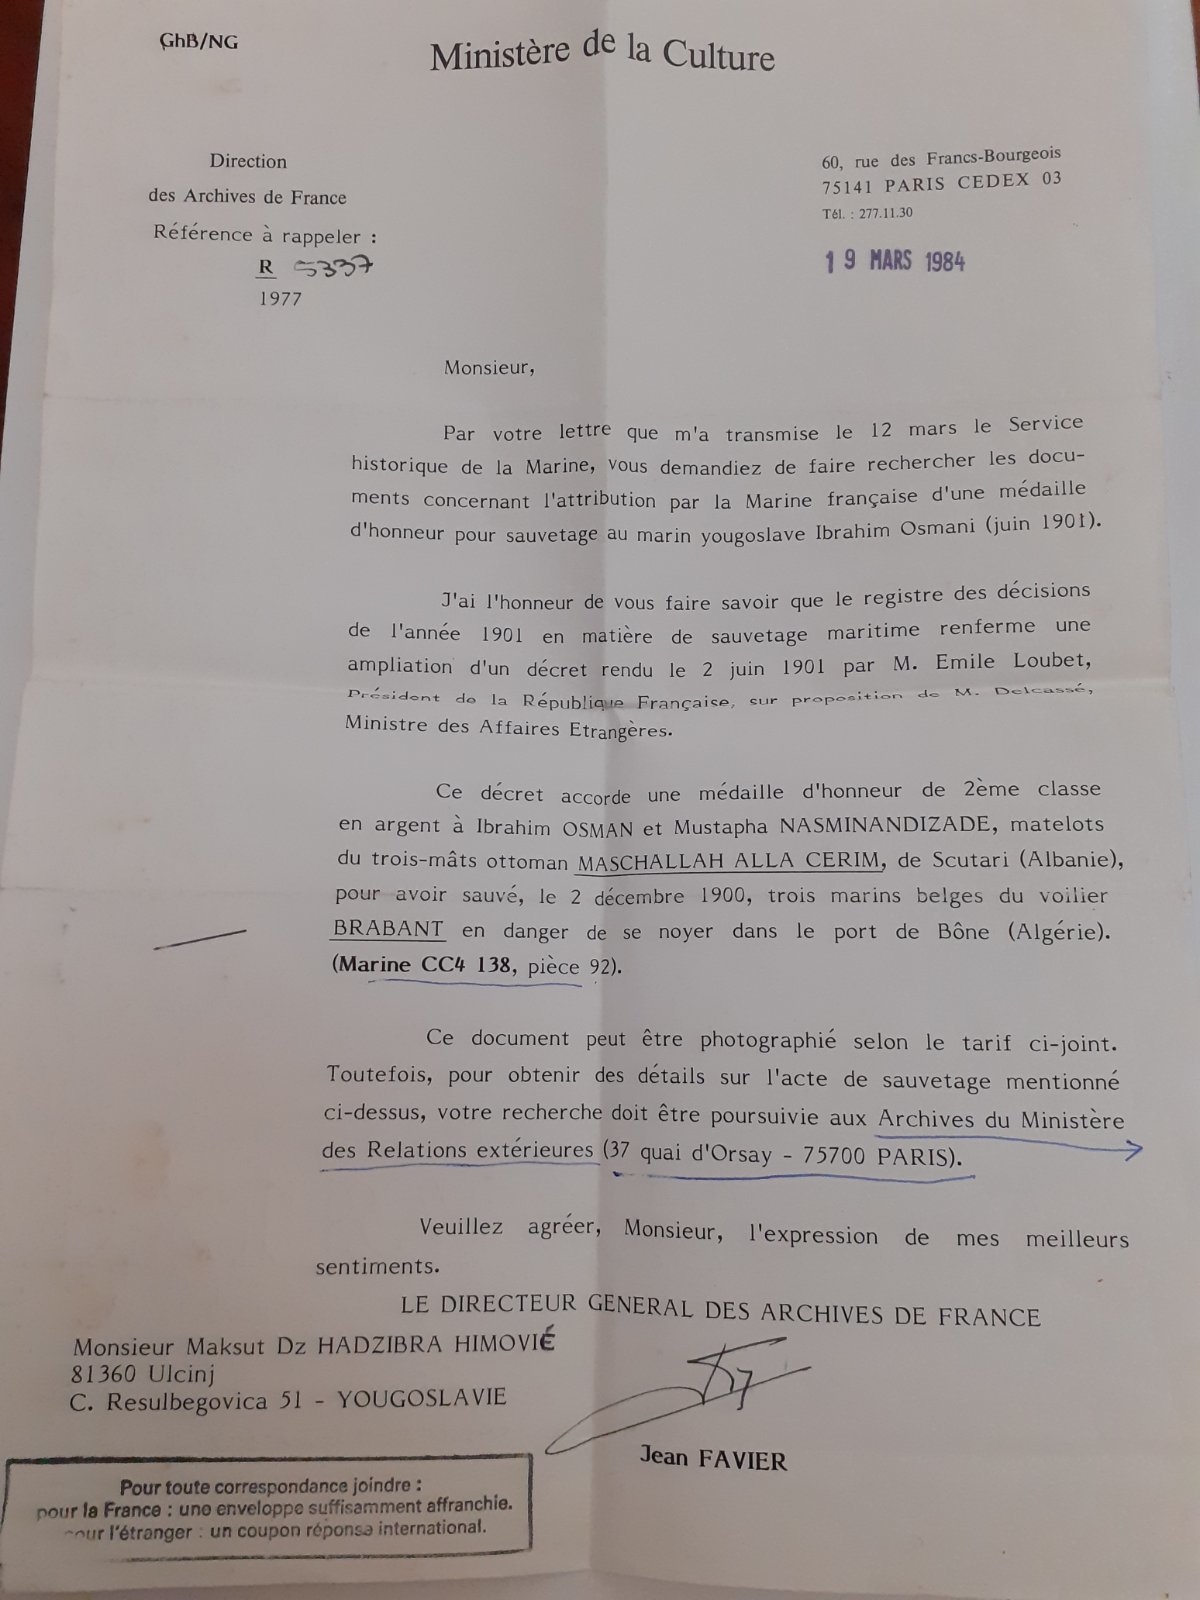 GhB/NG
Ministère de la Culture
Direction
des Archives de France
Référence à rappeler :
R 5337
1977
60, rue des Francs-Bourgeois
75141 PARIS CEDEX 03
Tél. : 277.11.30
19 MARS 1984
Monsieur,
Par votre lettre que m'a transmise le 12 mars le Service
historique de la Marine, vous demandiez de faire rechercher les docu-
ments concernant l'attribution par la Marine française d'une médaille
d'honneur pour sauvetage au marin yougoslave Ibrahim Osmani (juin 1901).
J'ai l'honneur de vous faire savoir que le registre des décisions
de l'année 1901 en matière de sauvetage maritime renferme une
ampliation d'un décret rendu le 2 juin 1901 par M. Emile Loubet,
Président de la République Française, sur proposition de M. Delcassé,
Ministre des Affaires Etrangères.
Ce décret accorde une médaille d'honneur de 2ème classe
en argent à Ibrahim OSMAN et Mustapha NASMINANDIZADE, matelots
du trois-mâts ottoman MASCHALLAH ALLA CERIM, de Scutari (Albanie),
pour avoir sauvé, le 2 décembre 1900, trois marins belges du voilier
BRABANT en danger de se noyer dans le port de Bône (Algérie).
(Marine CC4 138, pièce 92).
Ce document peut être photographié selon le tarif ci-joint.
Toutefois, pour obtenir des détails sur l'acte de sauvetage mentionné
ci-dessus, votre recherche doit être poursuivie aux Archives du Ministère
des Relations extérieures (37 quai d'Orsay - 75700 PARIS).
Veuillez agréer, Monsieur, l'expression de mes meilleurs
sentiments.
LE DIRECTEUR GENERAL DES ARCHIVES DE FRANCE
Monsieur Maksut Dz HADZIBRA HIMOVIÉ
81360 Ulcinj
C. Resulbegovica 51 - YOUGOSLAVIE
Jean FAVIER
Pour toute correspondance joindre :
pour la France : une enveloppe suffisamment affranchie.
pour l'étranger : un coupon réponse international.